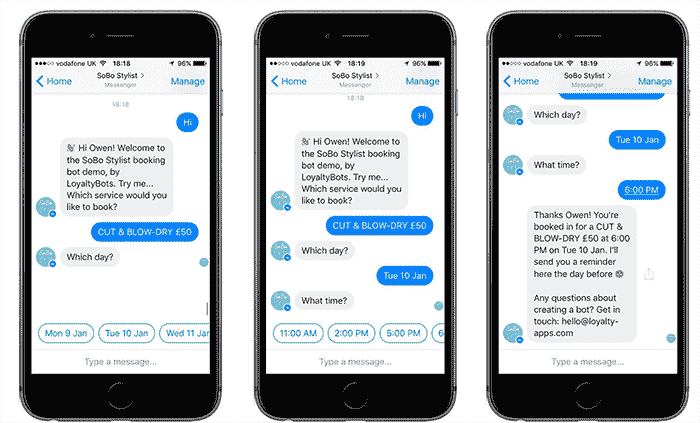 vodafone UK 18:18 96%
Home
SoBo Stylist >
Messenger
Manage
18:18
Hi
👋 Hi Owen! Welcome to
the SoBo Stylist booking
bot demo, by
LoyaltyBots. Try me...
Which service would you
like to book?
CUT & BLOW-DRY £50
Which day?
Mon 9 Jan
Tue 10 Jan
Wed 11 Jan
Type a message...
vodafone UK 18:19 96%
Home
SoBo Stylist >
Messenger
Manage
18:18
Hi
👋 Hi Owen! Welcome to
the SoBo Stylist booking
bot demo, by
LoyaltyBots. Try me...
Which service would you
like to book?
CUT & BLOW-DRY £50
Which day?
Tue 10 Jan
What time?
11:00 AM
2:00 PM
5:00 PM
6
Type a message...
vodafone UK 18:19 96%
Home
SoBo Stylist >
Messenger
Manage
Which day?
Tue 10 Jan
What time?
6:00 PM
Thanks Owen! You're
booked in for a CUT &
BLOW-DRY £50 at 6:00
PM on Tue 10 Jan. I'll
send you a reminder
here the day before
Any questions about
creating a bot? Get in
touch: hello@loyalty-
apps.com
Type a message...